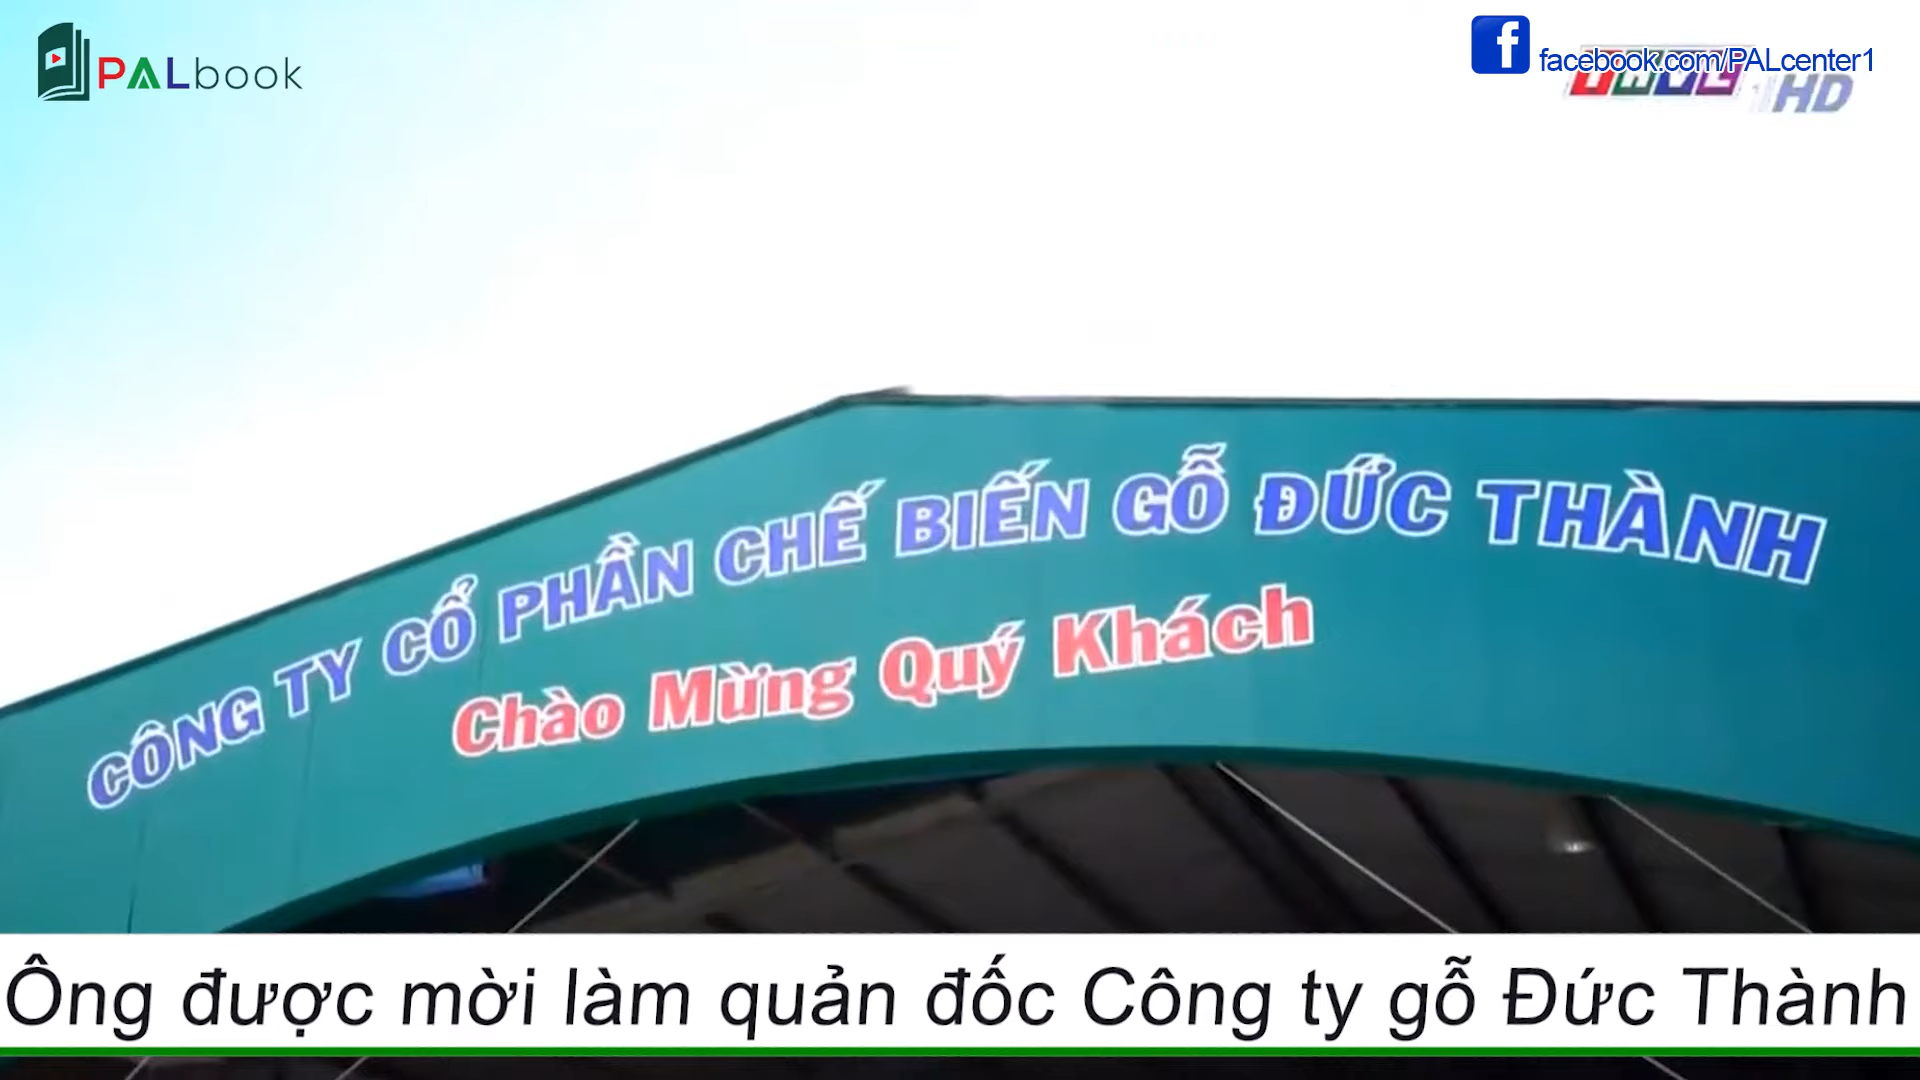 PALbook
facebook.com/PALcenter1
THVL1HD
CÔNG TY CỔ PHẦN CHẾ BIẾN GỖ ĐỨC THÀNH
Chào Mừng Quý Khách
Ông được mời làm quản đốc Công ty gỗ Đức Thành